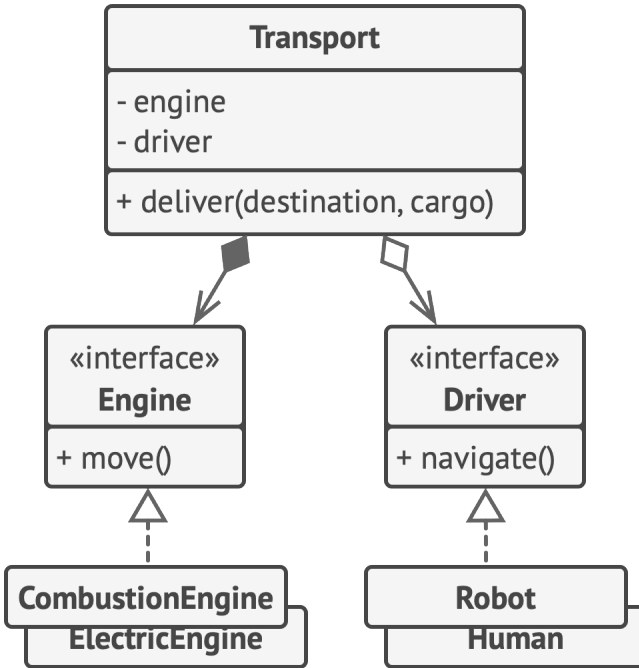 Transport
- engine
- driver
+ deliver(destination, cargo)
«interface»
Engine
+ move()
«interface»
Driver
+ navigate()
CombustionEngine
ElectricEngine
Robot
Human